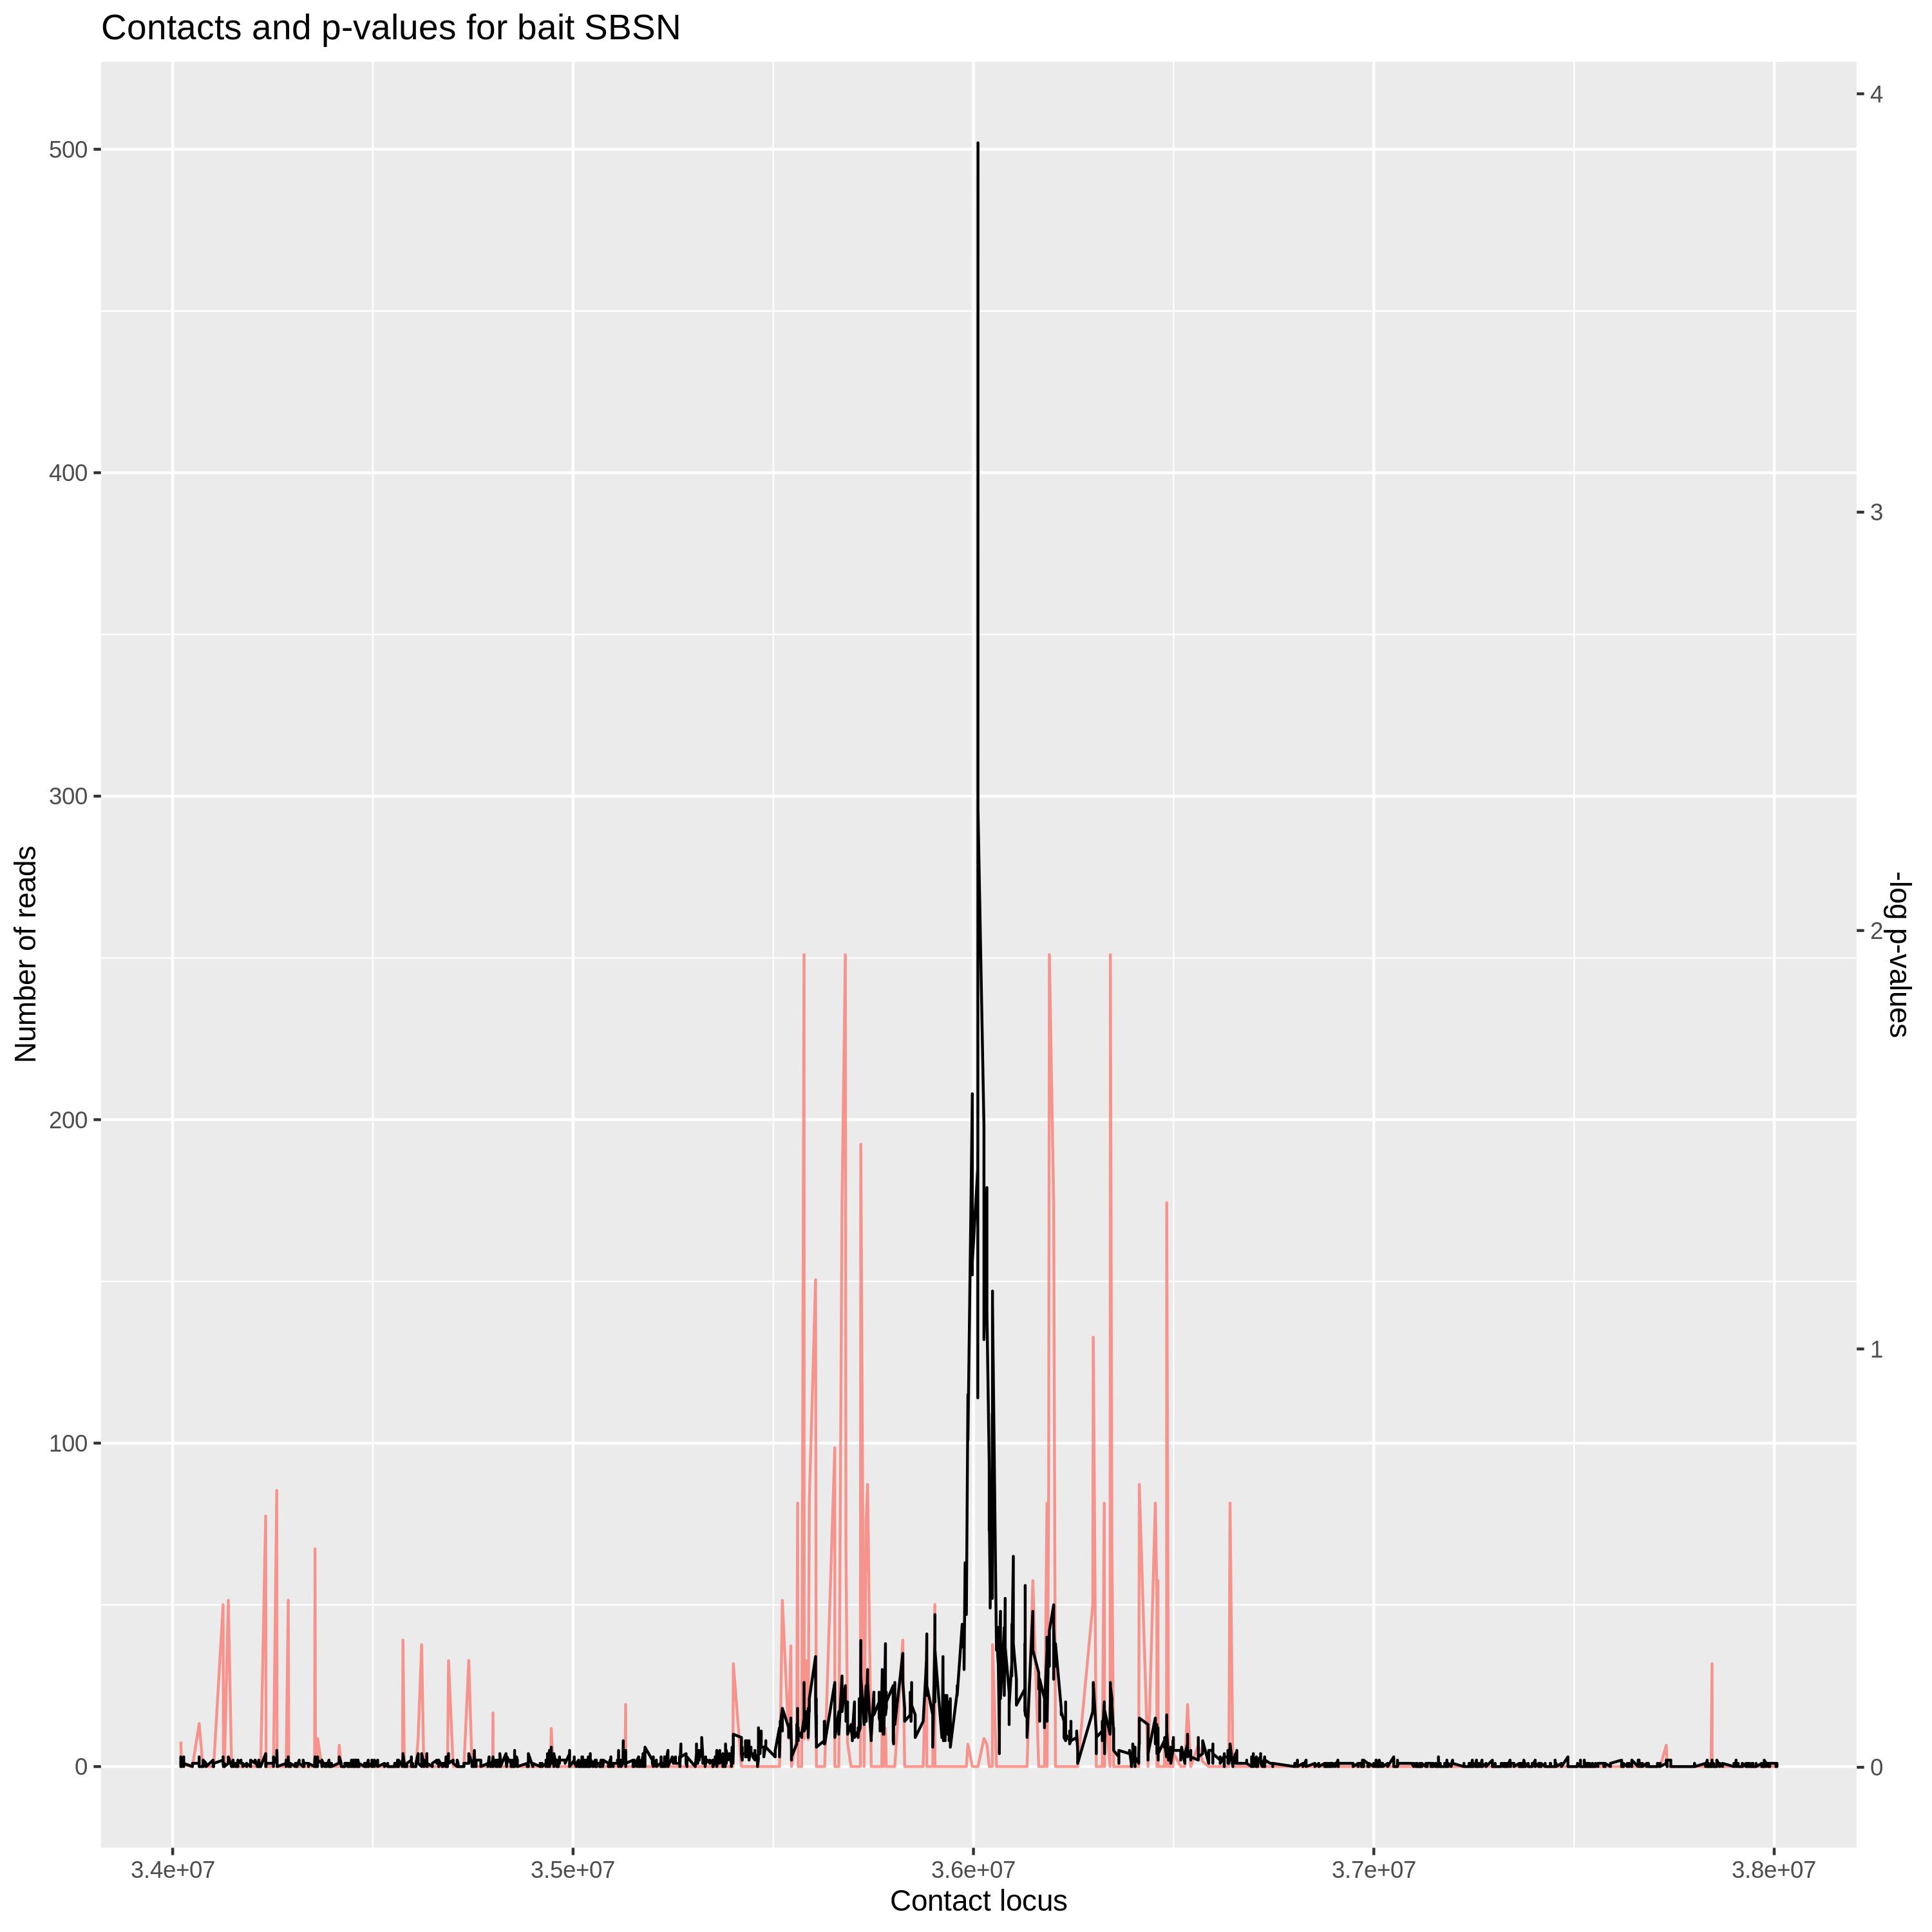 Contacts and p-values for bait SBSN
500
400
300
200
100
0
Number of reads
4
3
2
1
0
-log p-values
3.4e+07
3.5e+07
3.6e+07
3.7e+07
3.8e+07
Contact locus